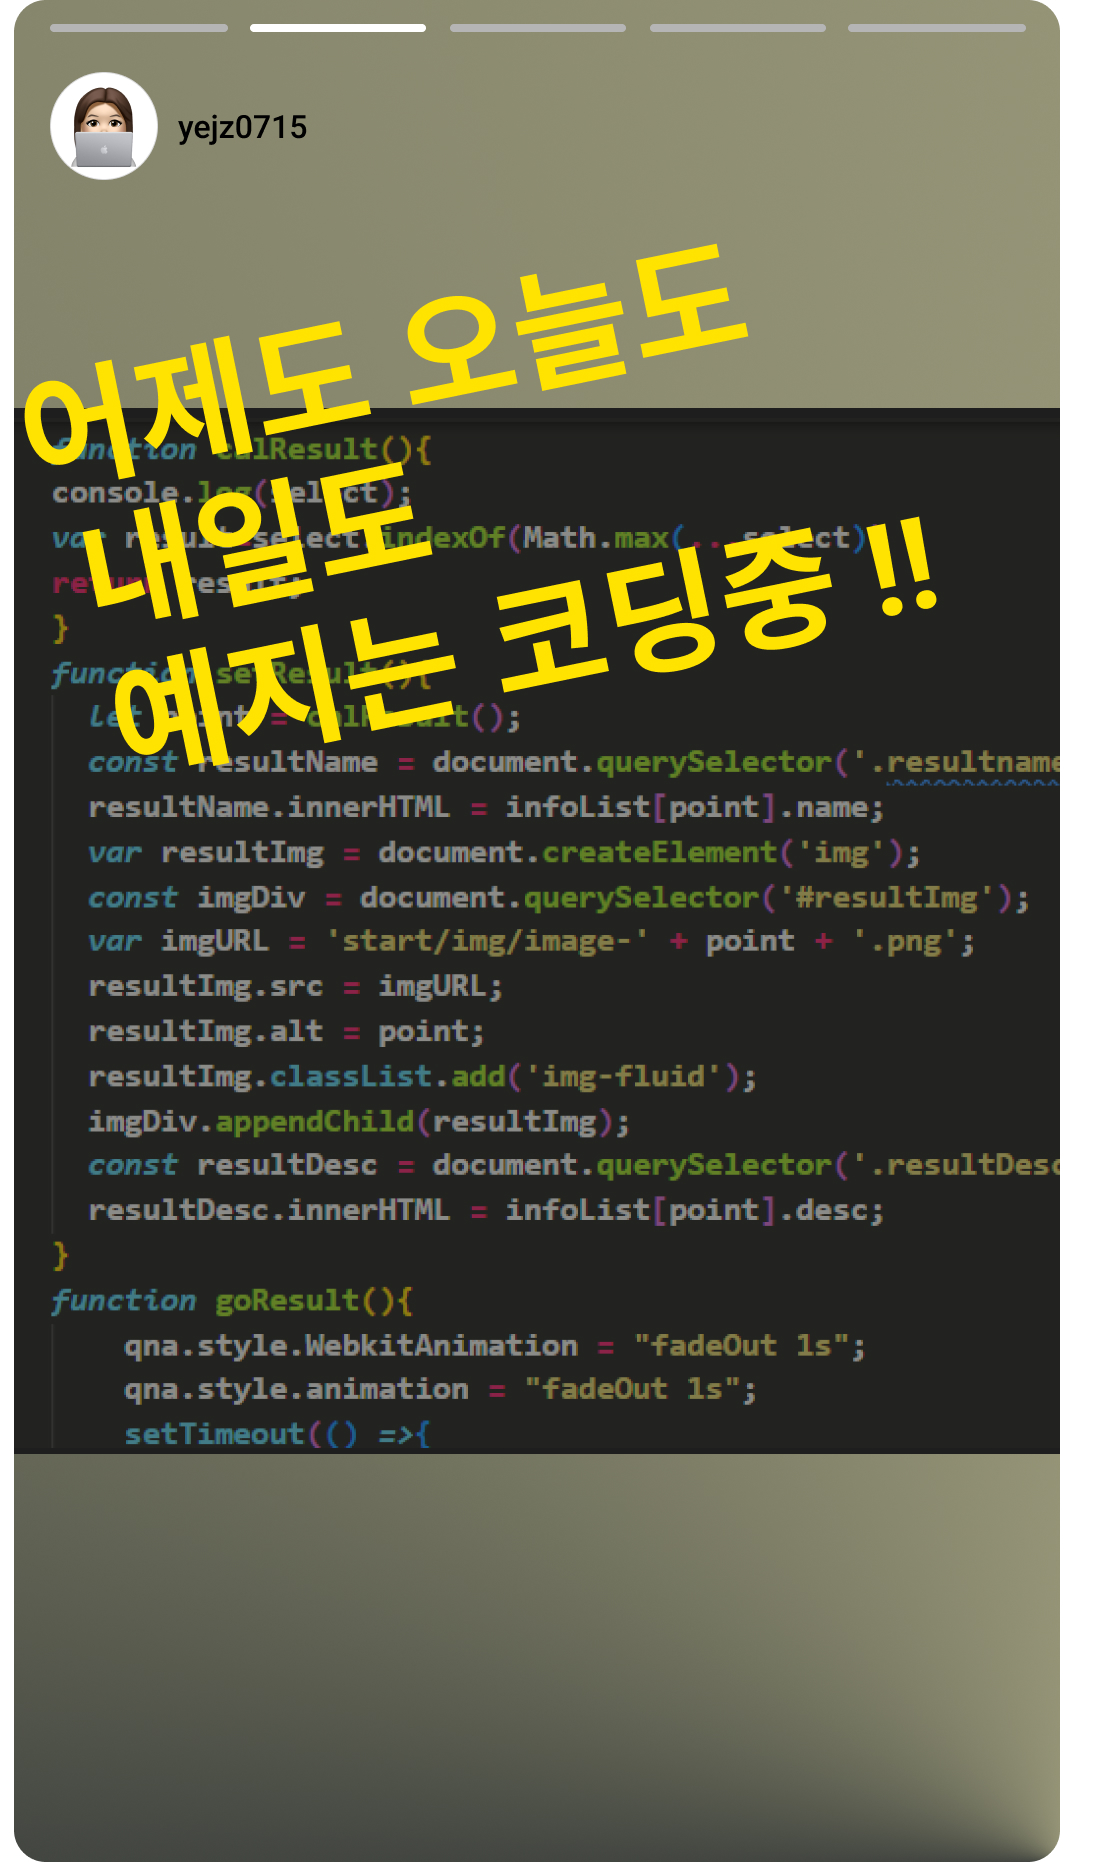 yejz0715
어제도 오늘도
내일도
예지는 코딩중 !!
function calResult(){
console.log(select);
var result select indexOf(Math.max(...select)
return result;
}
function setResult(){
let point = calResult();
const resultName = document.querySelector('.resultname
resultName.innerHTML = infoList[point].name;
var resultImg = document.createElement('img');
const imgDiv = document.querySelector('#resultImg');
var imgURL = 'start/img/image-' + point + '.png';
resultImg.src = imgURL;
resultImg.alt = point;
resultImg.classList.add('img-fluid');
imgDiv.appendChild(resultImg);
const resultDesc = document.querySelector('.resultDesc
resultDesc.innerHTML = infoList[point].desc;
}
function goResult(){
qna.style.WebkitAnimation = "fadeOut 1s";
qna.style.animation = "fadeOut 1s";
setTimeout(() =>{